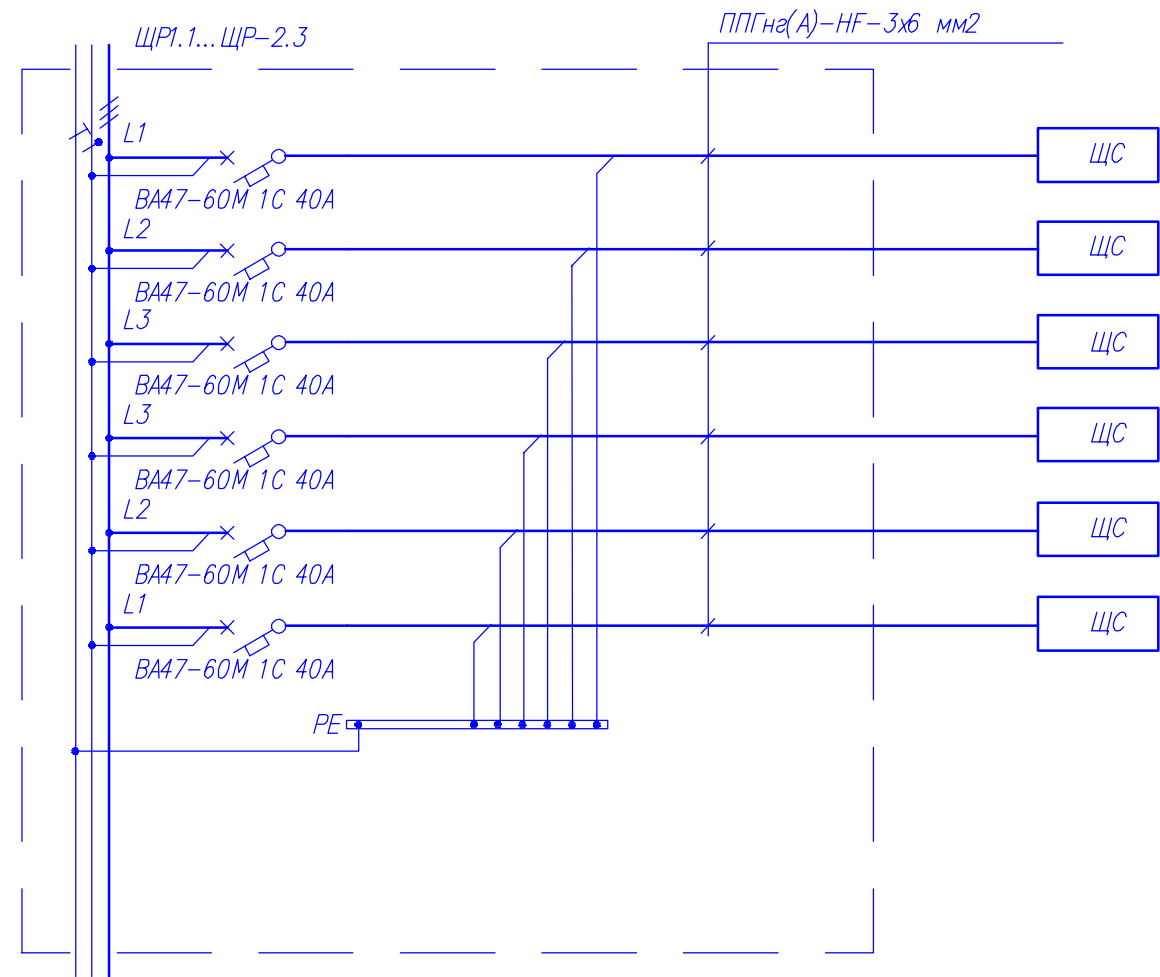 ЩР1.1... ЩР-2.3
ППГнг(А)-HF-3х6 мм2
L1
ЩС
ВА47-60М 1С 40А
L2
ЩС
ВА47-60М 1С 40А
L3
ЩС
ВА47-60М 1С 40А
L3
ЩС
ВА47-60М 1С 40А
L2
ЩС
ВА47-60М 1С 40А
L1
ЩС
ВА47-60М 1С 40А
PE